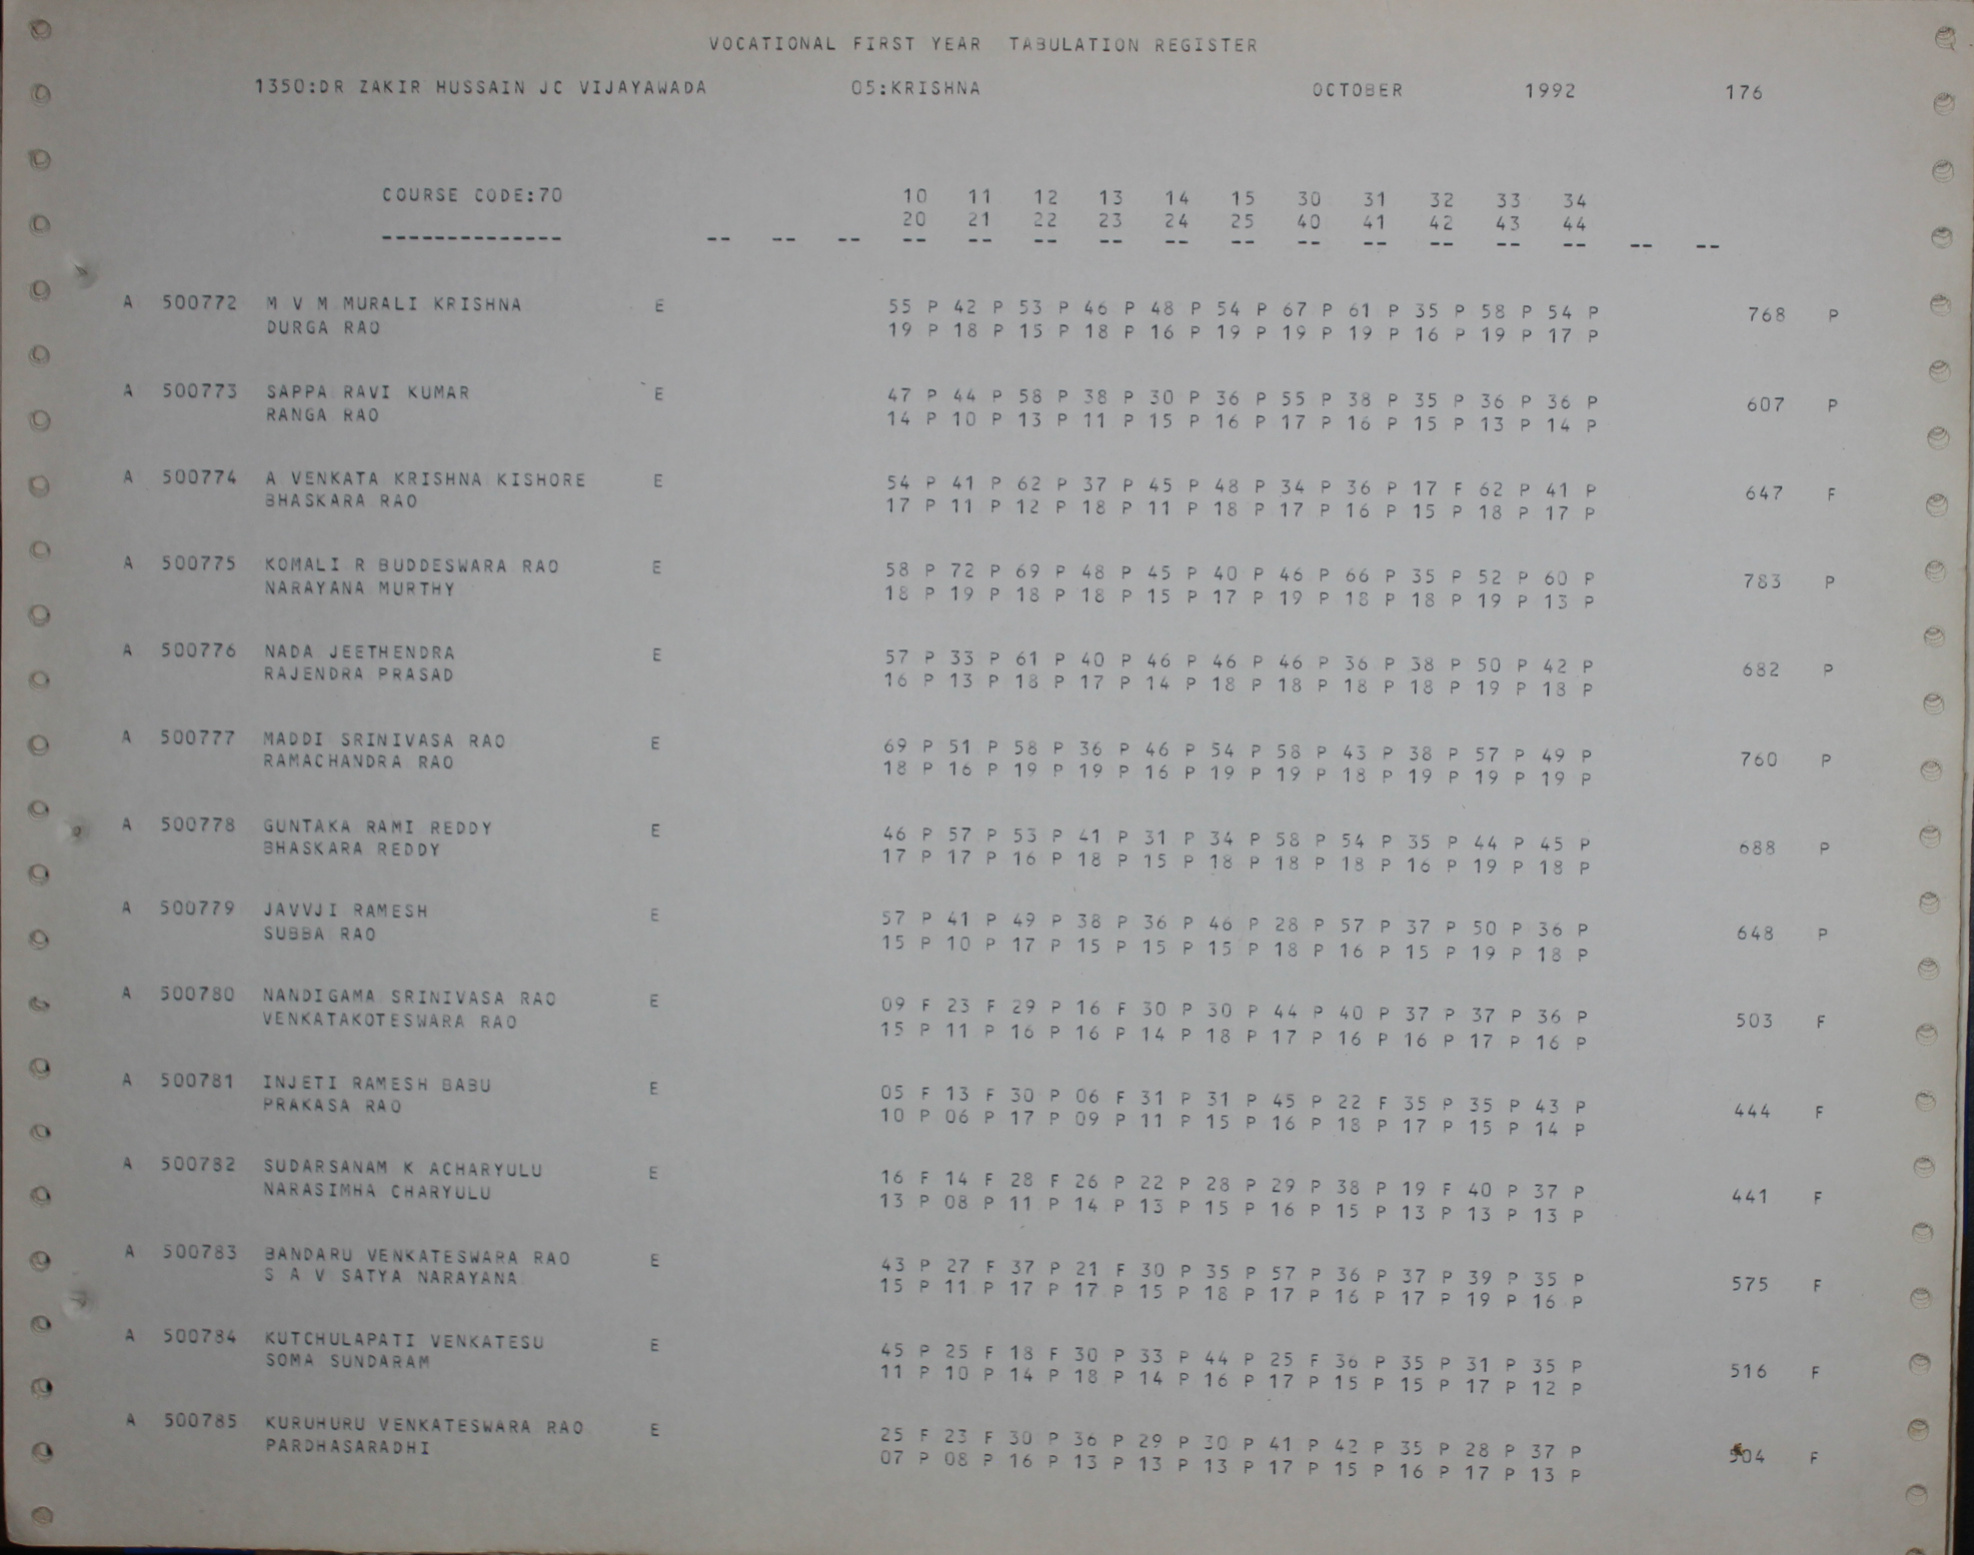 VOCATIONAL FIRST YEAR TABULATION REGISTER
1350:DR ZAKIR HUSSAIN JC VIJAYAWADA 05:KRISHNA OCTOBER 1992 176
COURSE CODE:70 10 11 12 13 14 15 30 31 32 33 34
20 21 22 23 24 25 40 41 42 43 44
-------------- -- -- -- -- -- -- -- -- -- -- -- -- -- -- -- --
A 500772 M V M MURALI KRISHNA E 55 P 42 P 53 P 46 P 48 P 54 P 67 P 61 P 35 P 58 P 54 P 768 P
DURGA RAO 19 P 18 P 15 P 18 P 16 P 19 P 19 P 19 P 16 P 19 P 17 P
A 500773 SAPPA RAVI KUMAR E 47 P 44 P 58 P 38 P 30 P 36 P 55 P 38 P 35 P 36 P 36 P 607 P
RANGA RAO 14 P 10 P 13 P 11 P 15 P 16 P 17 P 16 P 15 P 13 P 14 P
A 500774 A VENKATA KRISHNA KISHORE E 54 P 41 P 62 P 37 P 45 P 48 P 34 P 36 P 17 F 62 P 41 P 647 F
BHASKARA RAO 17 P 11 P 12 P 18 P 11 P 18 P 17 P 16 P 15 P 18 P 17 P
A 500775 KOMALI R BUDDESWARA RAO E 58 P 72 P 69 P 48 P 45 P 40 P 46 P 66 P 35 P 52 P 60 P 783 P
NARAYANA MURTHY 18 P 19 P 18 P 18 P 15 P 17 P 19 P 18 P 18 P 19 P 13 P
A 500776 NADA JEETHENDRA E 57 P 33 P 61 P 40 P 46 P 46 P 46 P 36 P 38 P 50 P 42 P 682 P
RAJENDRA PRASAD 16 P 13 P 18 P 17 P 14 P 18 P 18 P 18 P 18 P 19 P 18 P
A 500777 MADDI SRINIVASA RAO E 69 P 51 P 58 P 36 P 46 P 54 P 58 P 43 P 38 P 57 P 49 P 760 P
RAMACHANDRA RAO 18 P 16 P 19 P 19 P 16 P 19 P 19 P 18 P 19 P 19 P 19 P
A 500778 GUNTAKA RAMI REDDY E 46 P 57 P 53 P 41 P 31 P 34 P 58 P 54 P 35 P 44 P 45 P 688 P
BHASKARA REDDY 17 P 17 P 16 P 18 P 15 P 18 P 18 P 18 P 16 P 19 P 18 P
A 500779 JAVVJI RAMESH E 57 P 41 P 49 P 38 P 36 P 46 P 28 P 57 P 37 P 50 P 36 P 648 P
SUBBA RAO 15 P 10 P 17 P 15 P 15 P 15 P 18 P 16 P 15 P 19 P 18 P
A 500780 NANDIGAMA SRINIVASA RAO E 09 F 23 F 29 P 16 F 30 P 30 P 44 P 40 P 37 P 37 P 36 P 503 F
VENKATAKOTESWARA RAO 15 P 11 P 16 P 16 P 14 P 18 P 17 P 16 P 16 P 17 P 16 P
A 500781 INJETI RAMESH BABU E 05 F 13 F 30 P 06 F 31 P 31 P 45 P 22 F 35 P 35 P 43 P 444 F
PRAKASA RAO 10 P 06 P 17 P 09 P 11 P 15 P 16 P 18 P 17 P 15 P 14 P
A 500782 SUDARSANAM K ACHARYULU E 16 F 14 F 28 F 26 P 22 P 28 P 29 P 38 P 19 F 40 P 37 P 441 F
NARASIMHA CHARYULU 13 P 08 P 11 P 14 P 13 P 15 P 16 P 15 P 13 P 13 P 13 P
A 500783 BANDARU VENKATESWARA RAO E 43 P 27 F 37 P 21 F 30 P 35 P 57 P 36 P 37 P 39 P 35 P 575 F
S A V SATYA NARAYANA 15 P 11 P 17 P 17 P 15 P 18 P 17 P 16 P 17 P 19 P 16 P
A 500784 KUTCHULAPATI VENKATESU E 45 P 25 F 18 F 30 P 33 P 44 P 25 F 36 P 35 P 31 P 35 P 516 F
SOMA SUNDARAM 11 P 10 P 14 P 18 P 14 P 16 P 17 P 15 P 15 P 17 P 12 P
A 500785 KURUHURU VENKATESWARA RAO E 25 F 23 F 30 P 36 P 29 P 30 P 41 P 42 P 35 P 28 P 37 P 504 F
PARDHASARADHI 07 P 08 P 16 P 13 P 13 P 13 P 17 P 15 P 16 P 17 P 13 P